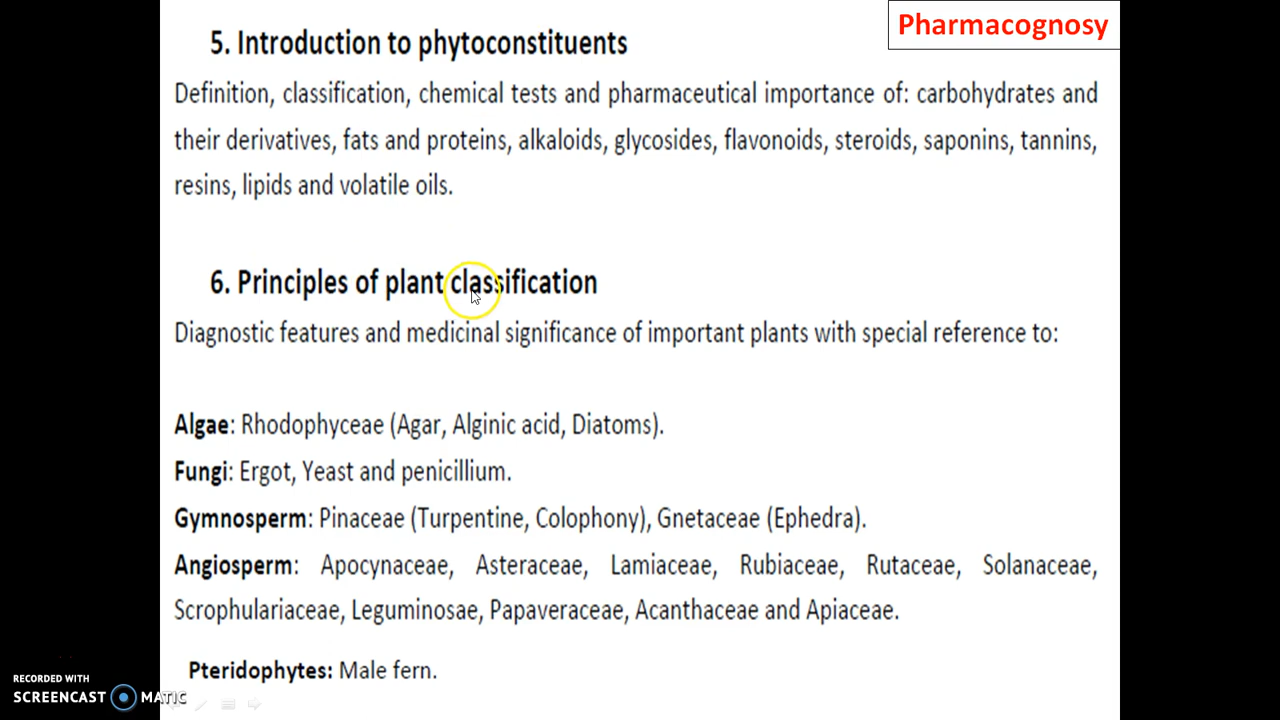 Pharmacognosy
5. Introduction to phytoconstituents
Definition, classification, chemical tests and pharmaceutical importance of: carbohydrates and
their derivatives, fats and proteins, alkaloids, glycosides, flavonoids, steroids, saponins, tannins,
resins, lipids and volatile oils.
6. Principles of plant classification
Diagnostic features and medicinal significance of important plants with special reference to:
Algae: Rhodophyceae (Agar, Alginic acid, Diatoms).
Fungi: Ergot, Yeast and penicillium.
Gymnosperm: Pinaceae (Turpentine, Colophony), Gnetaceae (Ephedra).
Angiosperm: Apocynaceae, Asteraceae, Lamiaceae, Rubiaceae, Rutaceae, Solanaceae,
Scrophulariaceae, Leguminosae, Papaveraceae, Acanthaceae and Apiaceae.
Pteridophytes: Male fern.
RECORDED WITH
SCREENCAST MATIC